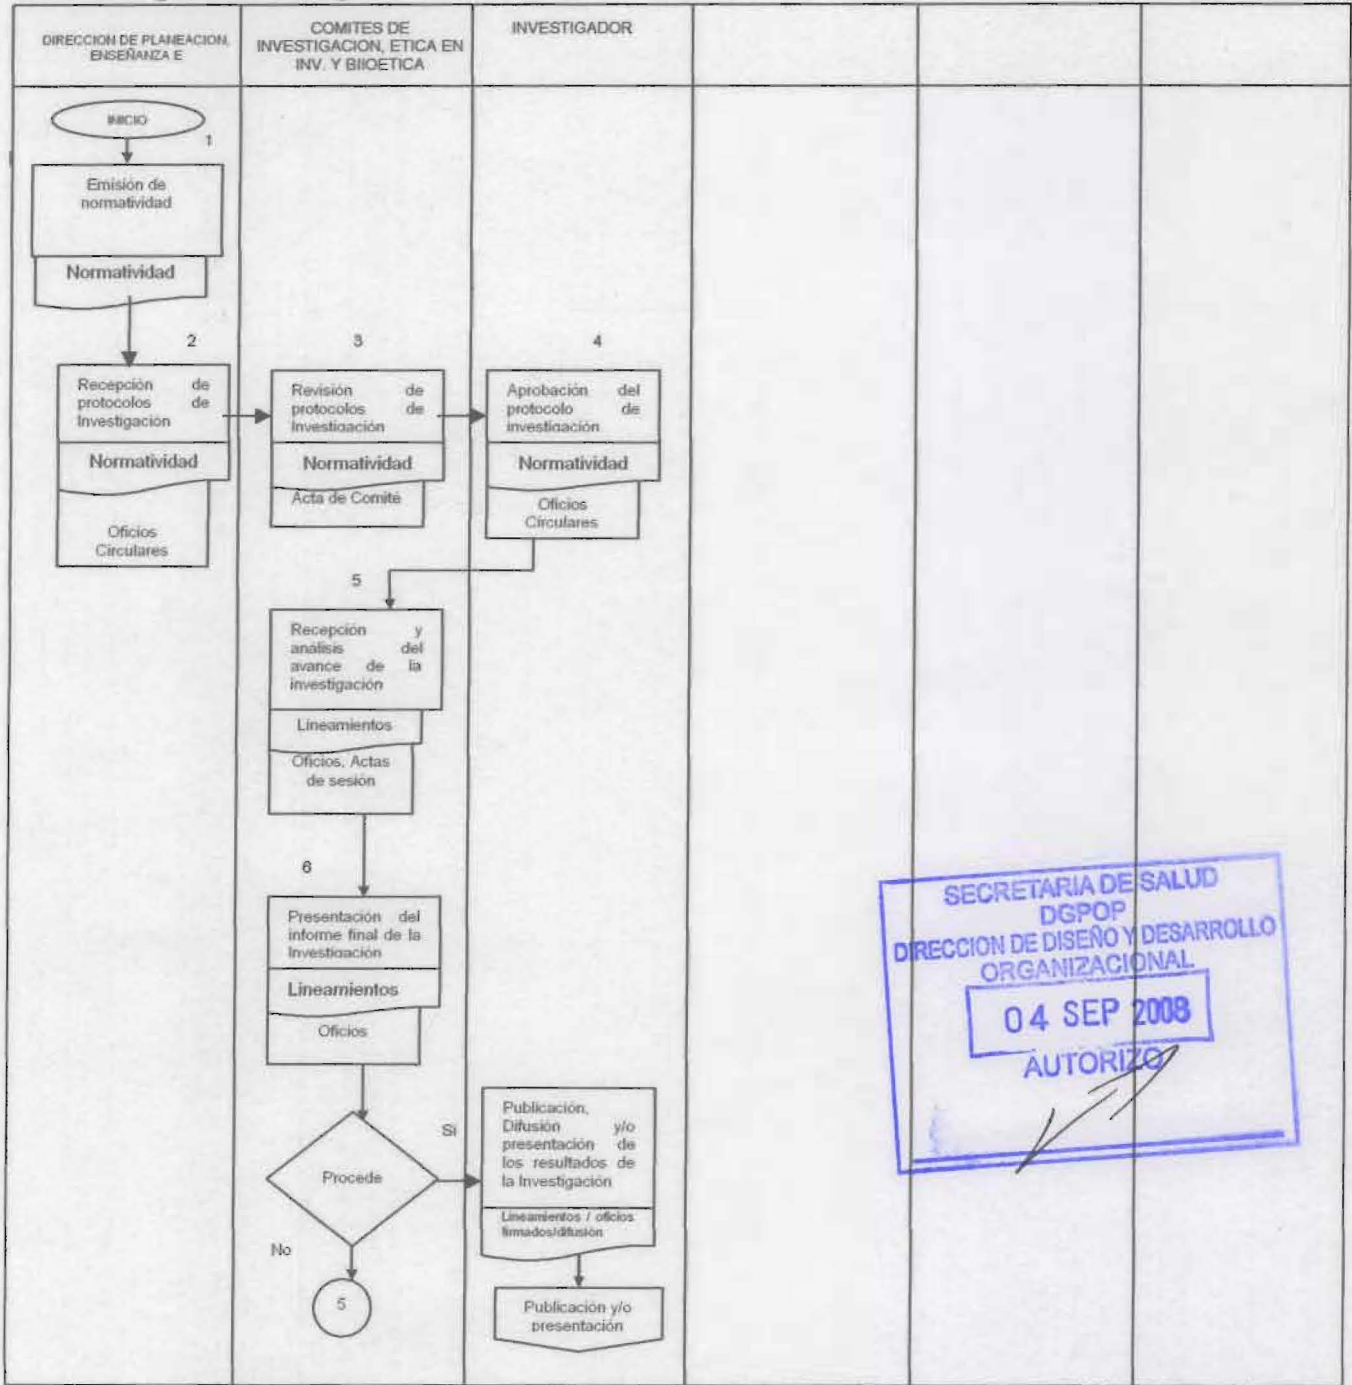 DIRECCION DE PLANEACION,
ENSEÑANZA E
COMITES DE
INVESTIGACION, ETICA EN
INV. Y BIIOETICA
INVESTIGADOR
INICIO
1
Emisión de
normatividad
Normatividad
2
Recepción de
protocolos de
Investigación
Normatividad
Oficios
Circulares
3
Revisión de
protocolos de
Investigación
Normatividad
Acta de Comité
4
Aprobación del
protocolo de
investigación
Normatividad
Oficios
Circulares
5
Recepción y
análisis del
avance de la
investigación
Lineamientos
Oficios, Actas
de sesión
6
Presentación del
informe final de la
Investigación
Lineamientos
Oficios
Procede
Si
No
5
Publicación,
Difusión y/o
presentación de
los resultados de
la Investigación
Lineamientos / oficios
firmados/difusión
Publicación y/o
presentación
SECRETARIA DE SALUD
DGPOP
DIRECCION DE DISEÑO Y DESARROLLO
ORGANIZACIONAL
04 SEP 2008
AUTORIZO